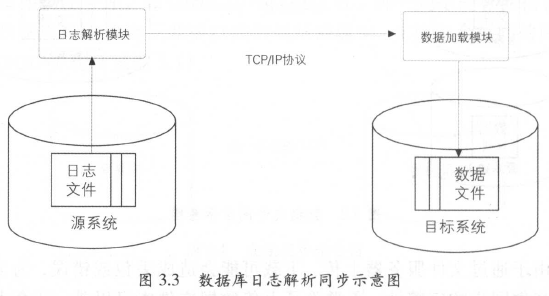 日志解析模块
数据加载模块
TCP/IP协议
日志
文件
源系统
数据
文件
目标系统
图 3.3 数据库日志解析同步示意图